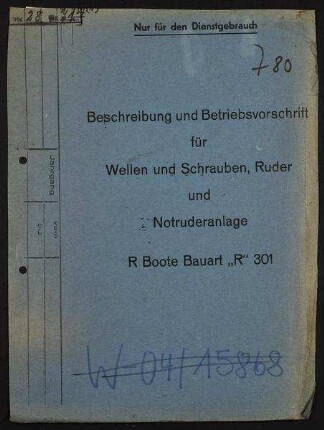 Nur für den Dienstgebrauch
780
Beschreibung und Betriebsvorschrift
für
Wellen und Schrauben, Ruder
und
Notruderanlage
R Boote Bauart „R" 301
W-04/15868